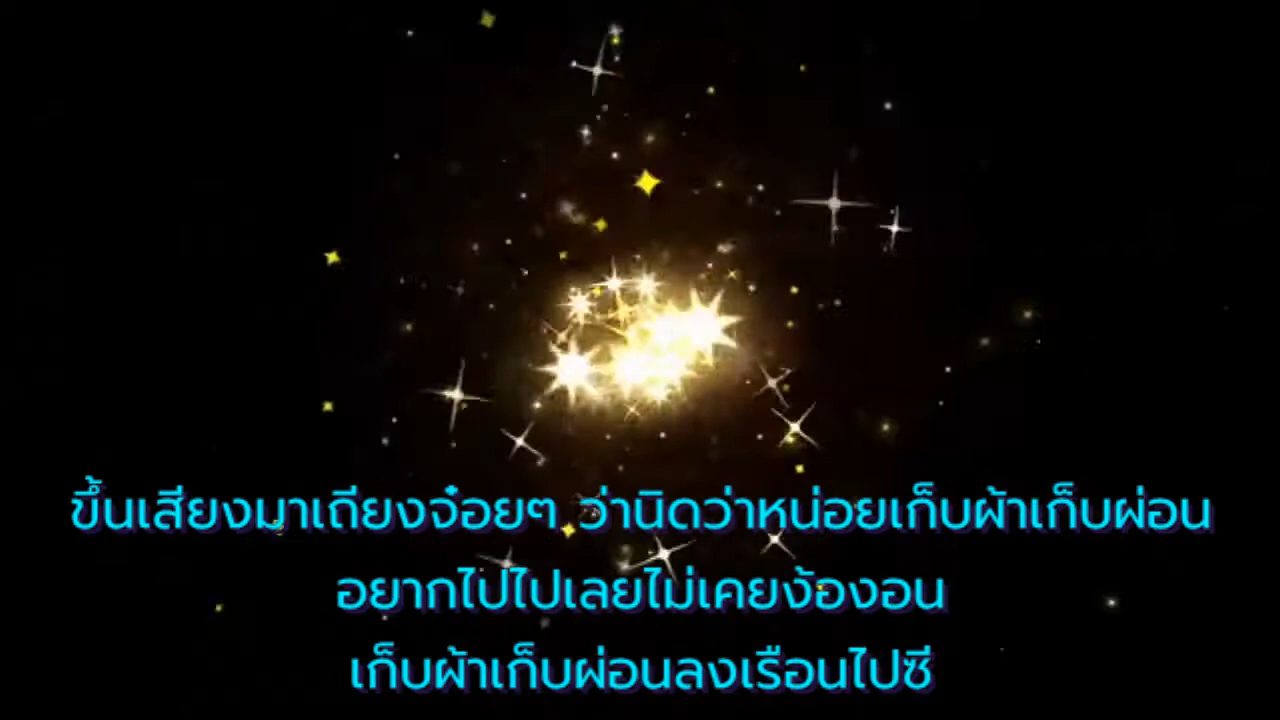 ขึ้นเสียงมาเถียงจ๋อยๆ ว่านิดว่าหน่อยเก็บผ้าเก็บผ่อน
อยากไปไปเลยไม่เคยง้องอน
เก็บผ้าเก็บผ่อนลงเรือนไปซี